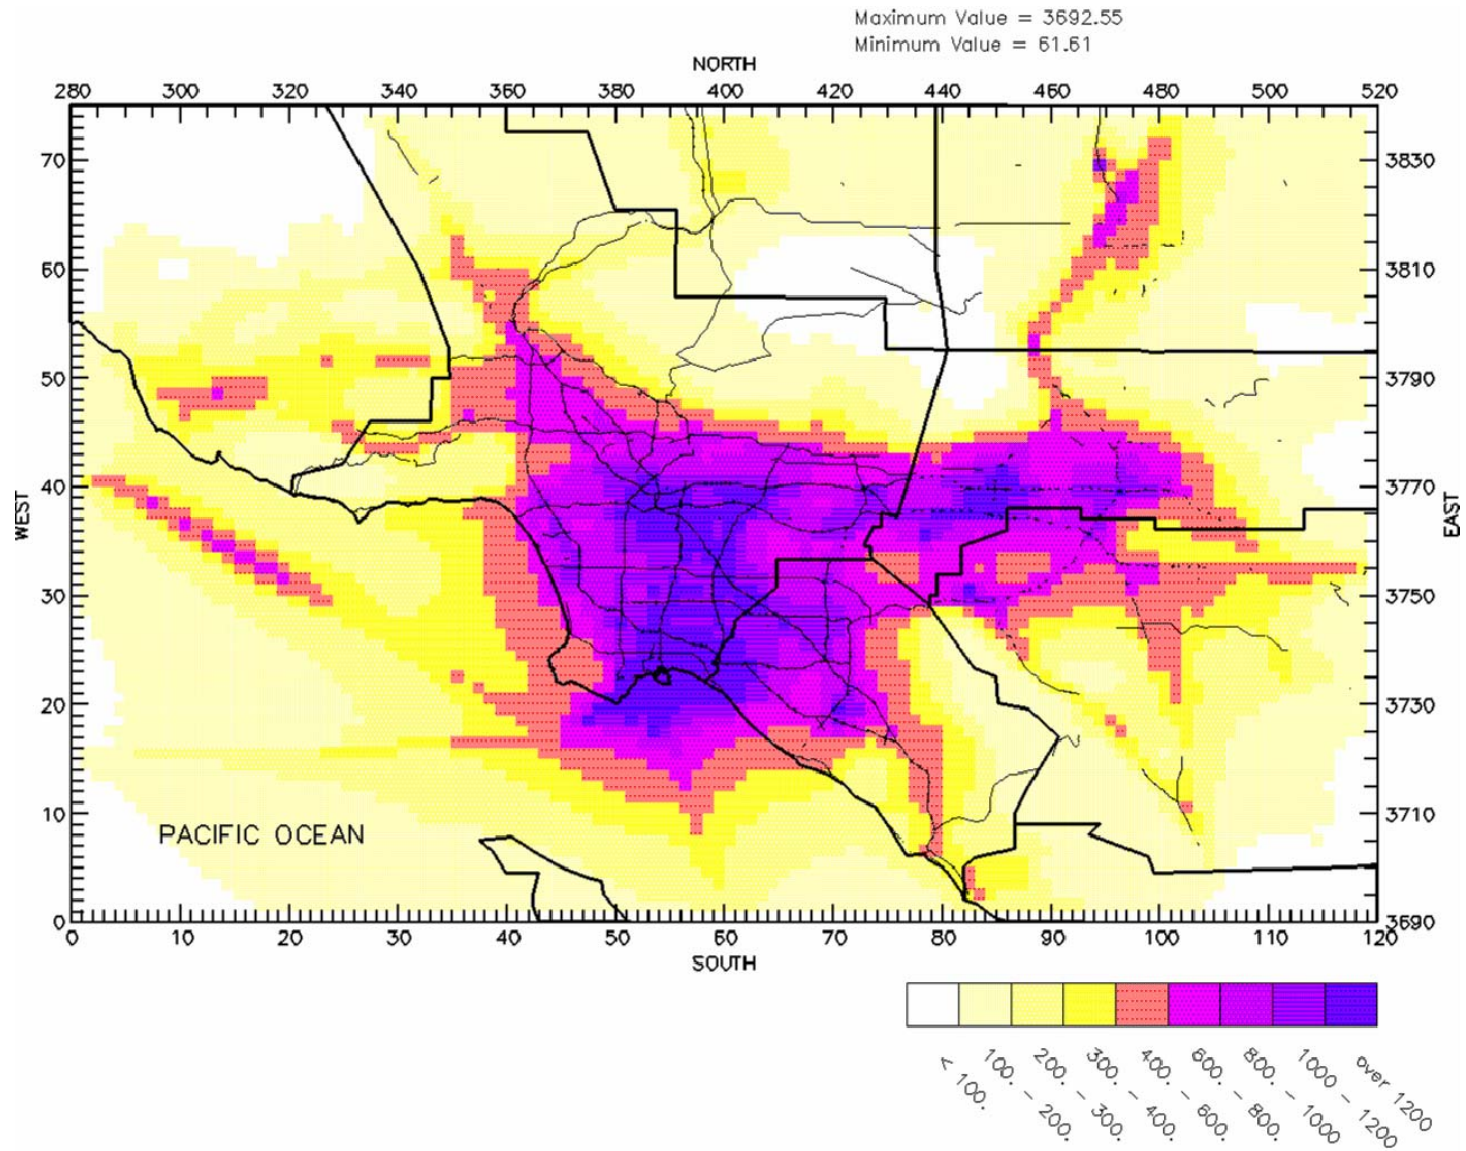 Maximum Value = 3692.55
Minimum Value = 61.61
NORTH
280 300 320 340 360 380 400 420 440 460 480 500 520
70 3830
60 3810
50 3790
40 3770
WEST
EAST
30 3750
20 3730
10 3710
PACIFIC OCEAN
0 3690
0 10 20 30 40 50 60 70 80 90 100 110 120
SOUTH
< 100.
100. - 200.
200. - 300.
300. - 400.
400. - 600.
600. - 800.
800. - 1000
1000 - 1200
over 1200